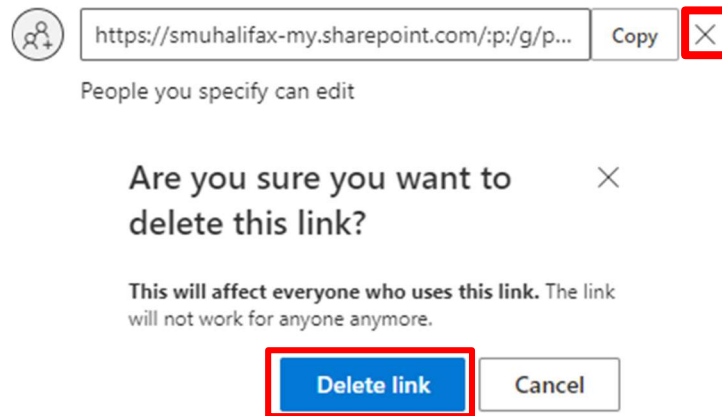 https://smuhalifax-my.sharepoint.com/:p:/g/p... Copy
People you specify can edit
Are you sure you want to
delete this link?
This will affect everyone who uses this link. The link
will not work for anyone anymore.
Delete link Cancel